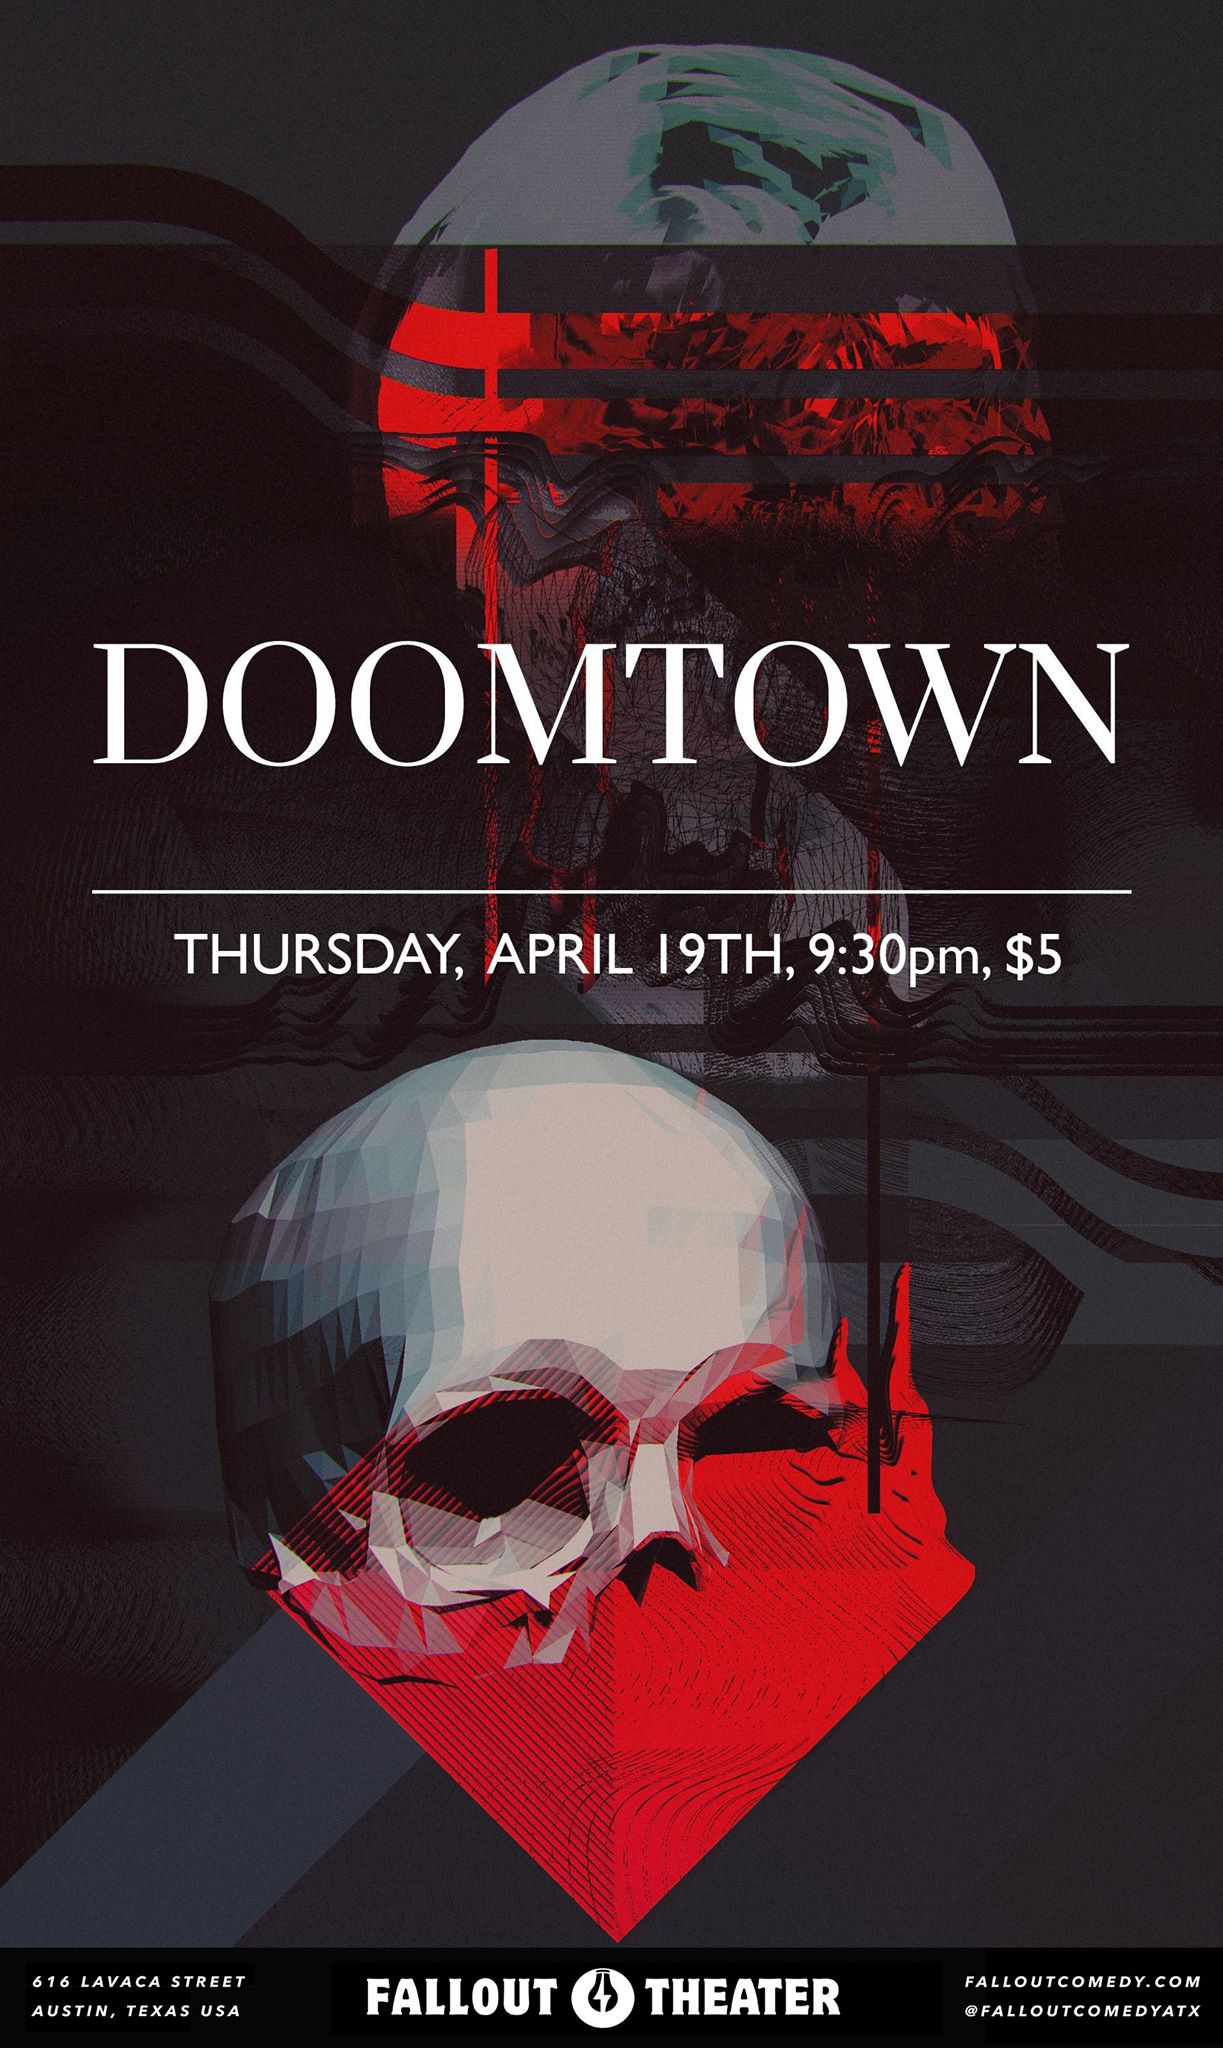 DOOMTOWN
THURSDAY, APRIL 19TH, 9:30pm, $5
616 LAVACA STREET
AUSTIN, TEXAS USA
FALLOUT THEATER
FALLOUTCOMEDY.COM
@FALLOUTCOMEDYATX